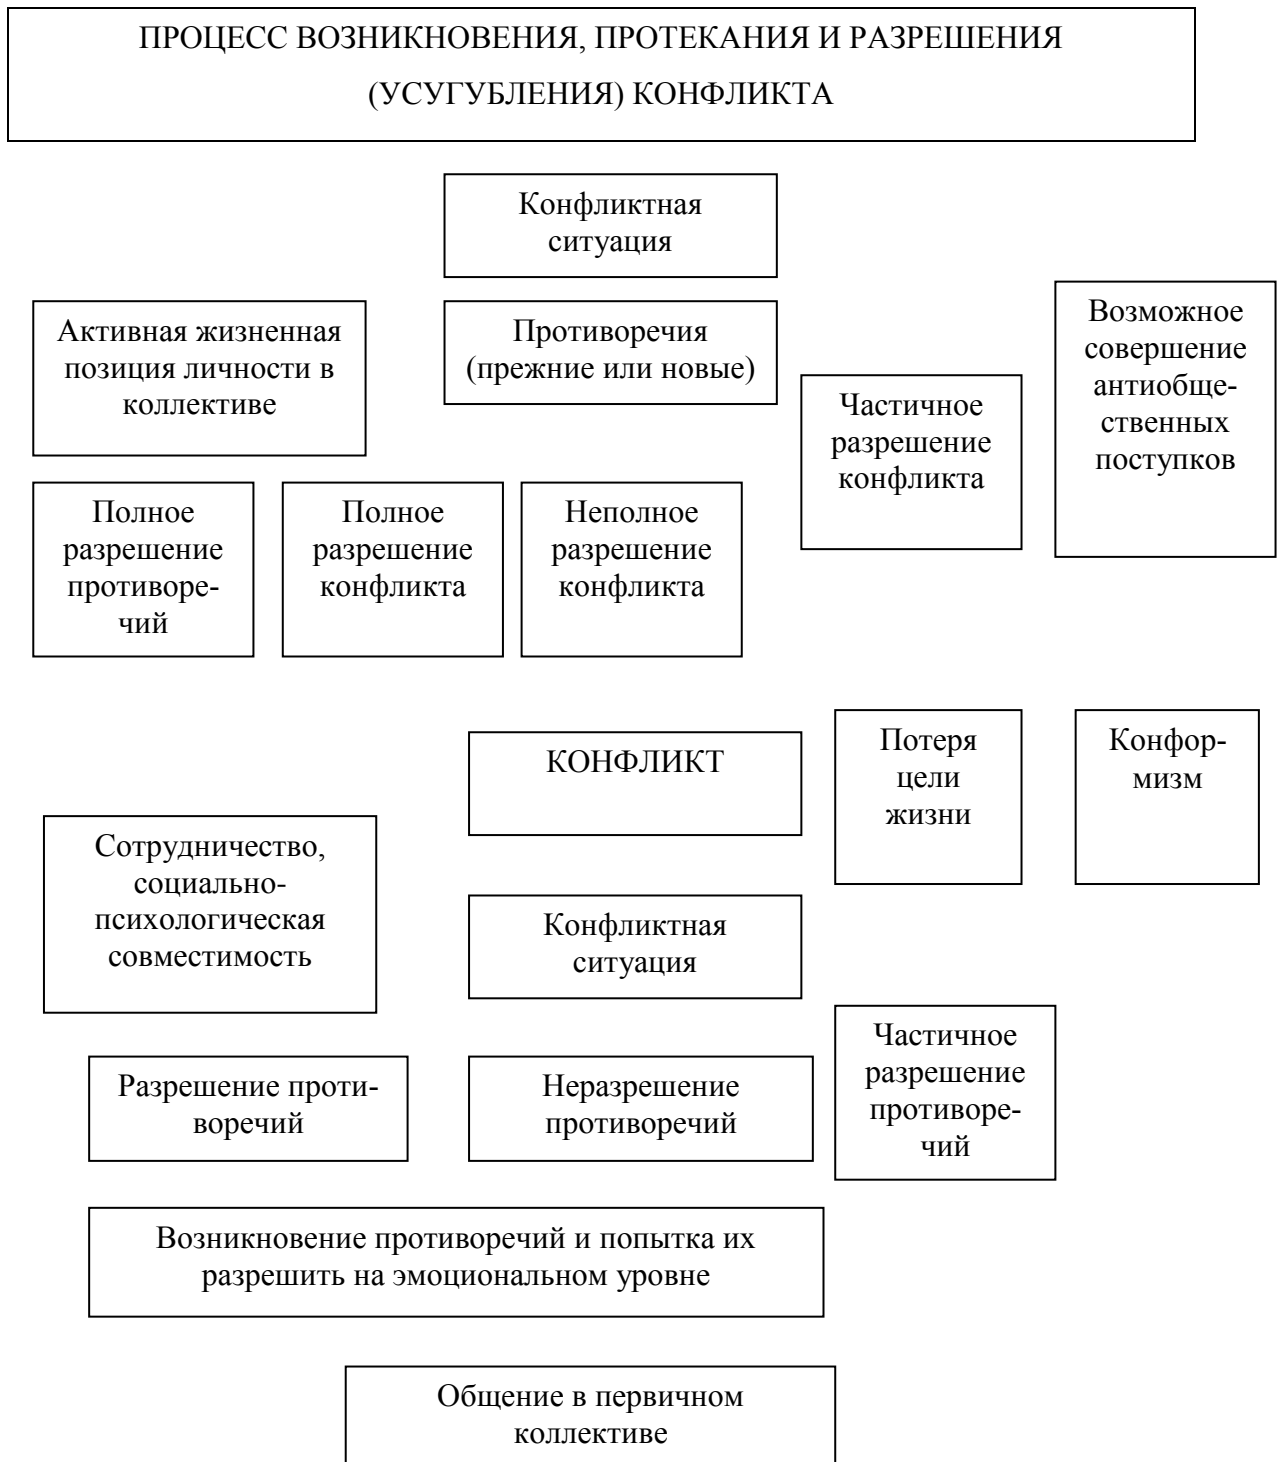 ПРОЦЕСС ВОЗНИКНОВЕНИЯ, ПРОТЕКАНИЯ И РАЗРЕШЕНИЯ
(УСУГУБЛЕНИЯ) КОНФЛИКТА
Конфликтная
ситуация
Активная жизненная
позиция личности в
коллективе
Противоречия
(прежние или новые)
Частичное
разрешение
конфликта
Возможное
совершение
антиобще-
ственных
поступков
Полное
разрешение
противоре-
чий
Полное
разрешение
конфликта
Неполное
разрешение
конфликта
КОНФЛИКТ
Потеря
цели
жизни
Конфор-
мизм
Сотрудничество,
социально-
психологическая
совместимость
Конфликтная
ситуация
Разрешение проти-
воречий
Неразрешение
противоречий
Частичное
разрешение
противоре-
чий
Возникновение противоречий и попытка их
разрешить на эмоциональном уровне
Общение в первичном
коллективе